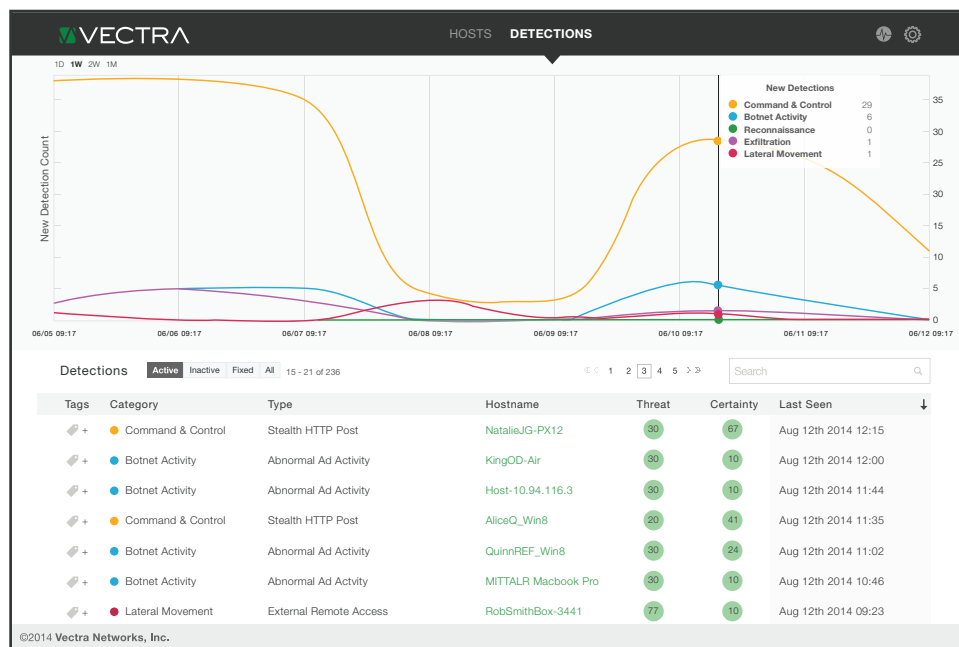 VECTRA
HOSTS DETECTIONS
1D 1W 2W 1M
New Detection Count
New Detections
Command & Control 29
Botnet Activity 6
Reconnaissance 0
Exfiltration 1
Lateral Movement 1
35
30
25
30
15
10
5
0
06/05 09:17 06/06 09:17 06/07 09:17 06/08 09:17 06/09 09:17 06/10 09:17 06/11 09:17 06/12 09:17
Detections Active Inactive Fixed All 15 - 21 of 236 1 2 3 4 5 Search
Tags Category Type Hostname Threat Certainty Last Seen
+ Command & Control Stealth HTTP Post NatalieJG-PX12 30 67 Aug 12th 2014 12:15
+ Botnet Activity Abnormal Ad Activity KingOD-Air 30 10 Aug 12th 2014 12:00
+ Botnet Activity Abnormal Ad Activity Host-10.94.116.3 30 10 Aug 12th 2014 11:44
+ Command & Control Stealth HTTP Post AliceQ_Win8 20 41 Aug 12th 2014 11:35
+ Botnet Activity Abnormal Ad Activity QuinnREF_Win8 30 24 Aug 12th 2014 11:02
+ Botnet Activity Abnormal Ad Actvity MITTALR Macbook Pro 30 10 Aug 12th 2014 10:46
+ Lateral Movement External Remote Access RobSmithBox-3441 77 10 Aug 12th 2014 09:23
©2014 Vectra Networks, Inc.